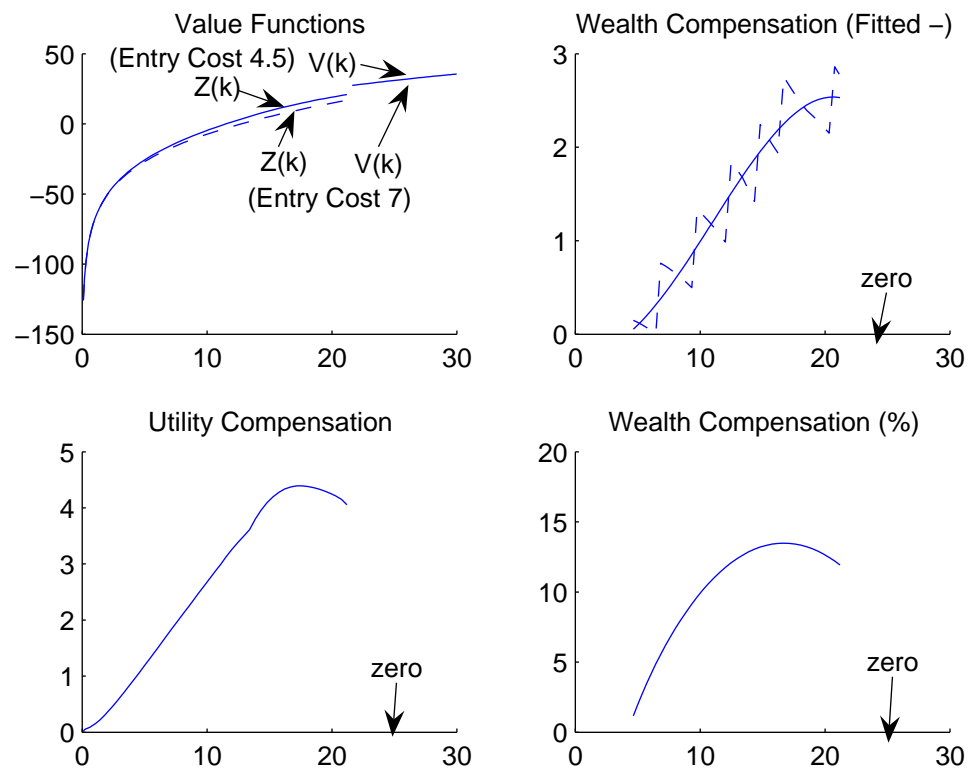 Value Functions
(Entry Cost 4.5)
V(k)
Z(k)
Z(k)
V(k)
(Entry Cost 7)
50
0
−50
−100
−150
0
10
20
30
Wealth Compensation (Fitted −)
3
2
1
0
zero
0
10
20
30
Utility Compensation
5
4
3
2
1
0
zero
0
10
20
30
Wealth Compensation (%)
20
15
10
5
0
zero
0
10
20
30